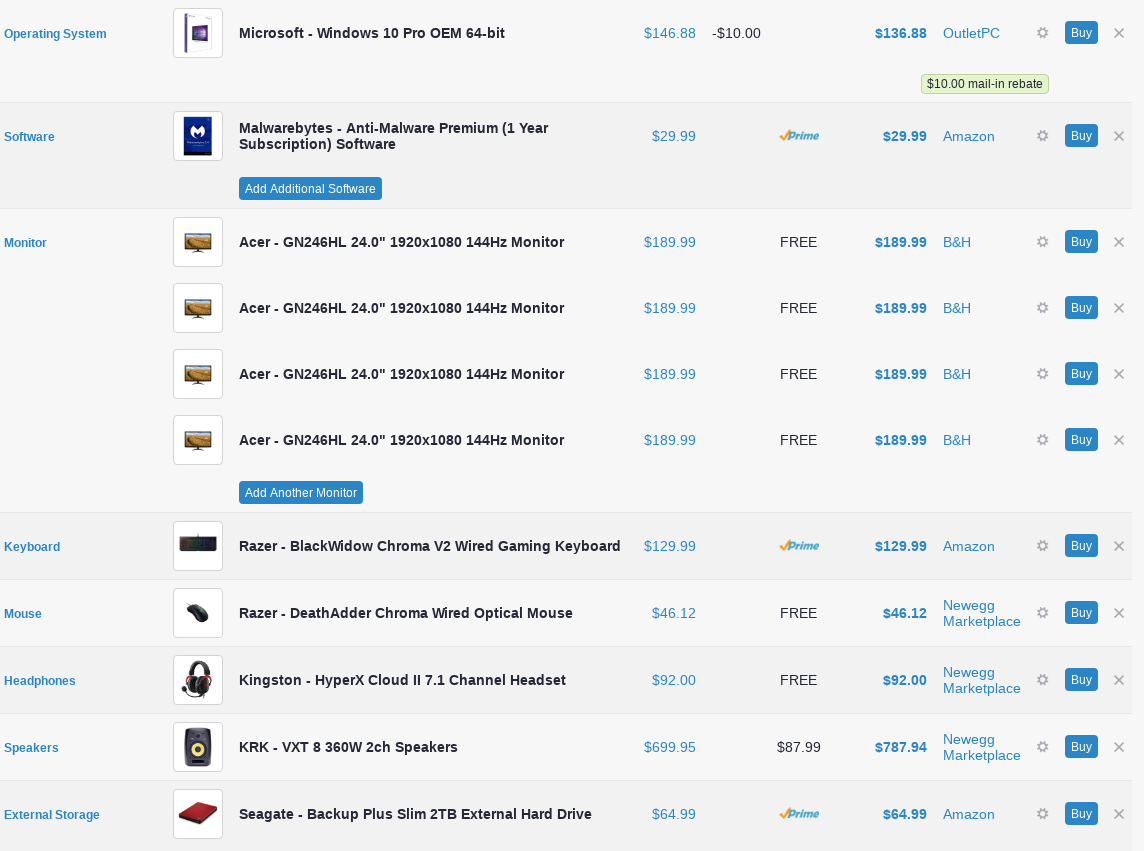 Operating System Microsoft - Windows 10 Pro OEM 64-bit $146.88 -$10.00 $136.88 OutletPC Buy
$10.00 mail-in rebate
Software Malwarebytes - Anti-Malware Premium (1 Year Subscription) Software $29.99 Prime $29.99 Amazon Buy
Add Additional Software
Monitor Acer - GN246HL 24.0" 1920x1080 144Hz Monitor $189.99 FREE $189.99 B&H Buy
Acer - GN246HL 24.0" 1920x1080 144Hz Monitor $189.99 FREE $189.99 B&H Buy
Acer - GN246HL 24.0" 1920x1080 144Hz Monitor $189.99 FREE $189.99 B&H Buy
Acer - GN246HL 24.0" 1920x1080 144Hz Monitor $189.99 FREE $189.99 B&H Buy
Add Another Monitor
Keyboard Razer - BlackWidow Chroma V2 Wired Gaming Keyboard $129.99 Prime $129.99 Amazon Buy
Mouse Razer - DeathAdder Chroma Wired Optical Mouse $46.12 FREE $46.12 Newegg Marketplace Buy
Headphones Kingston - HyperX Cloud II 7.1 Channel Headset $92.00 FREE $92.00 Newegg Marketplace Buy
Speakers KRK - VXT 8 360W 2ch Speakers $699.95 $87.99 $787.94 Newegg Marketplace Buy
External Storage Seagate - Backup Plus Slim 2TB External Hard Drive $64.99 Prime $64.99 Amazon Buy